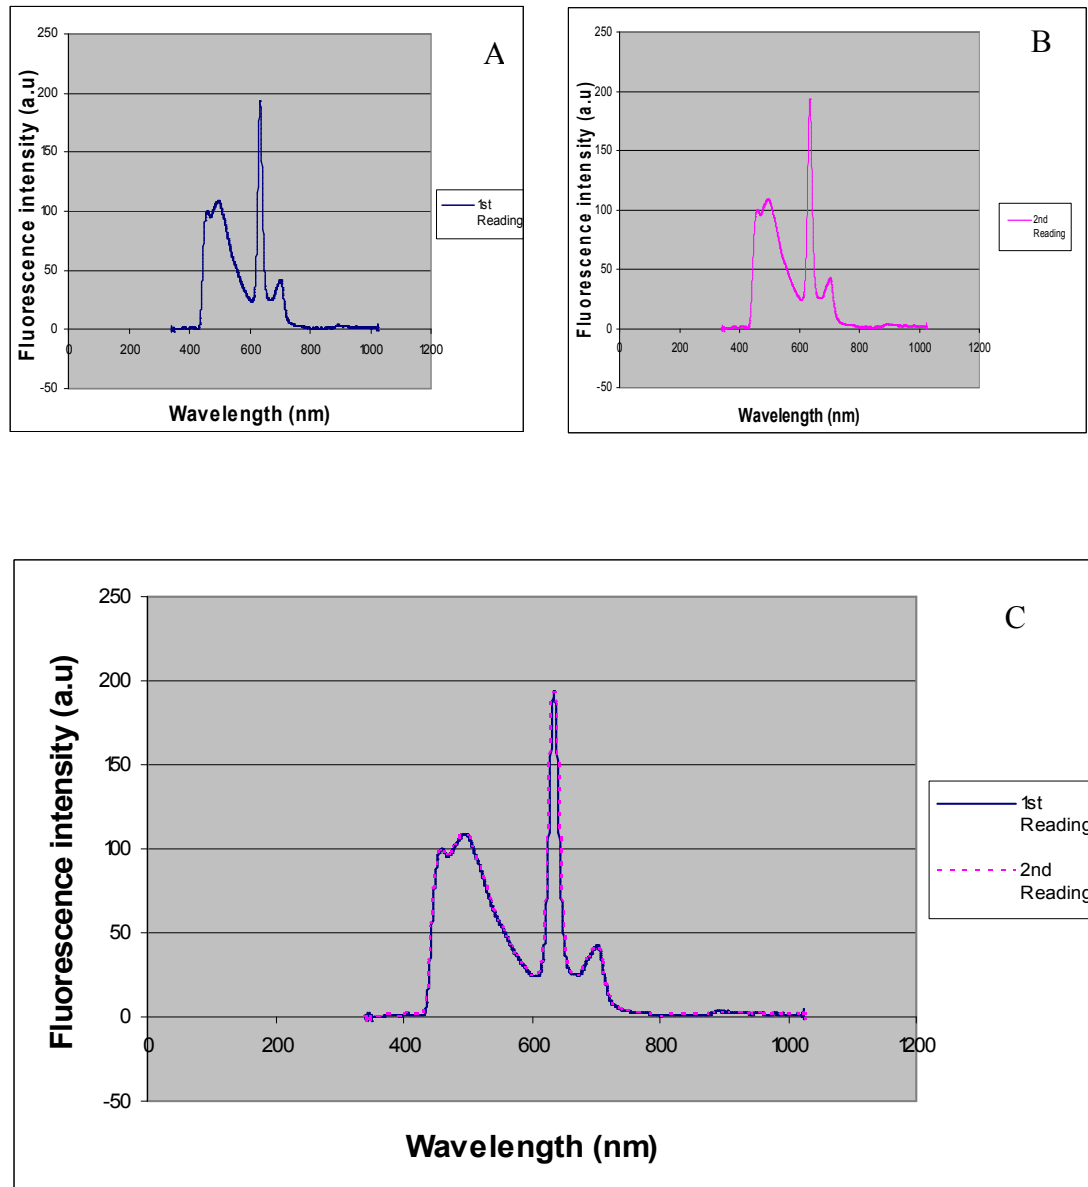 A
250
200
150
100
50
0
-50
0 200 400 600 800 1000 1200
Fluorescence intensity (a.u)
Wavelength (nm)
1st
Reading
B
250
200
150
100
50
0
-50
0 200 400 600 800 1000 1200
Fluorescence intensity (a.u)
Wavelength (nm)
2nd
Reading
C
250
200
150
100
50
0
-50
0 200 400 600 800 1000 1200
Fluorescence intensity (a.u)
Wavelength (nm)
1st
Reading
2nd
Reading